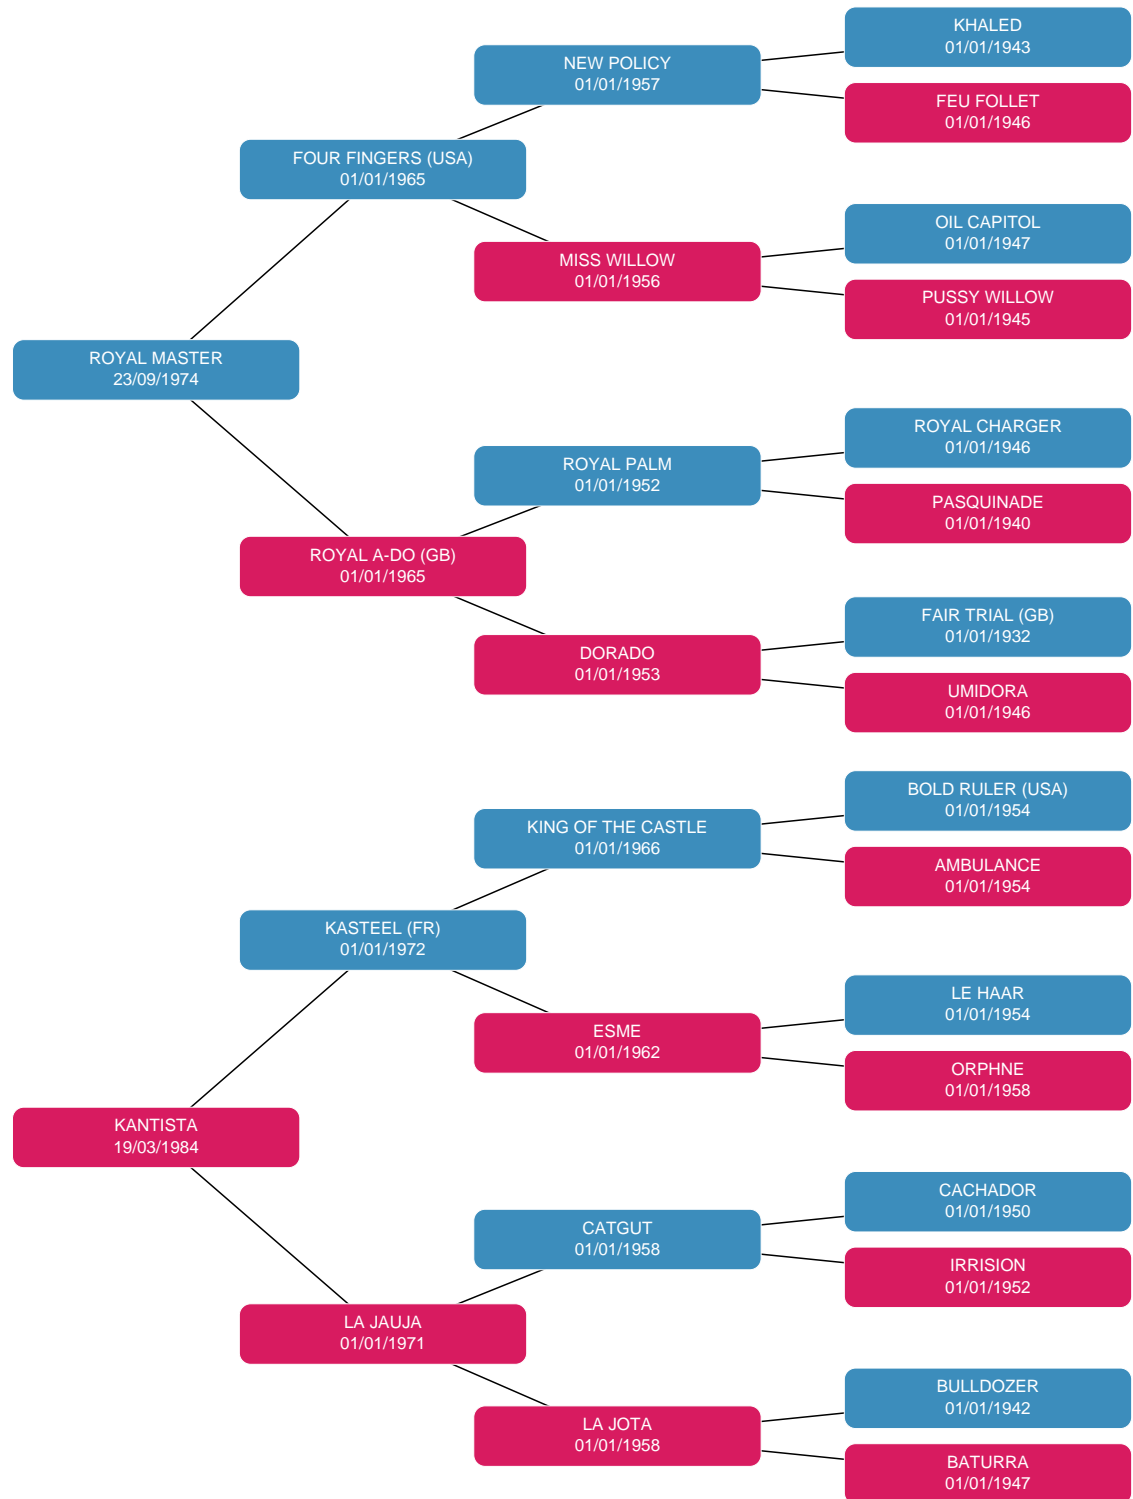 KHALED
01/01/1943
NEW POLICY
01/01/1957
FEU FOLLET
01/01/1946
FOUR FINGERS (USA)
01/01/1965
OIL CAPITOL
01/01/1947
MISS WILLOW
01/01/1956
PUSSY WILLOW
01/01/1945
ROYAL MASTER
23/09/1974
ROYAL CHARGER
01/01/1946
ROYAL PALM
01/01/1952
PASQUINADE
01/01/1940
ROYAL A-DO (GB)
01/01/1965
FAIR TRIAL (GB)
01/01/1932
DORADO
01/01/1953
UMIDORA
01/01/1946
BOLD RULER (USA)
01/01/1954
KING OF THE CASTLE
01/01/1966
AMBULANCE
01/01/1954
KASTEEL (FR)
01/01/1972
LE HAAR
01/01/1954
ESME
01/01/1962
ORPHNE
01/01/1958
KANTISTA
19/03/1984
CACHADOR
01/01/1950
CATGUT
01/01/1958
IRRISION
01/01/1952
LA JAUJA
01/01/1971
BULLDOZER
01/01/1942
LA JOTA
01/01/1958
BATURRA
01/01/1947